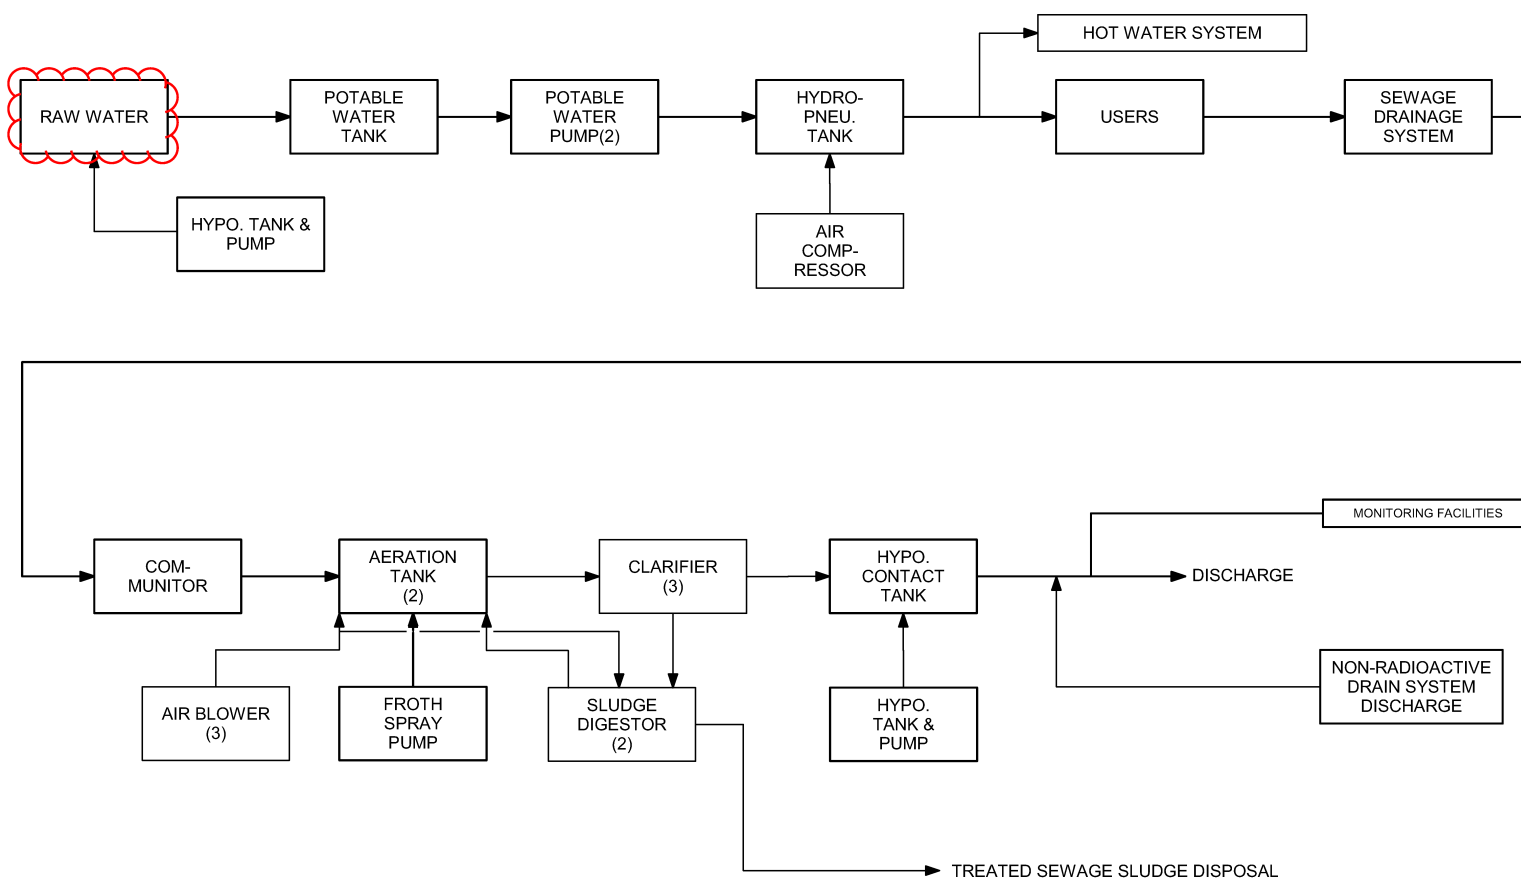 HOT WATER SYSTEM
RAW WATER
POTABLE
WATER
TANK
POTABLE
WATER
PUMP(2)
HYDRO-
PNEU.
TANK
USERS
SEWAGE
DRAINAGE
SYSTEM
HYPO. TANK &
PUMP
AIR
COMP-
RESSOR
MONITORING FACILITIES
COM-
MUNITOR
AERATION
TANK
(2)
CLARIFIER
(3)
HYPO.
CONTACT
TANK
DISCHARGE
AIR BLOWER
(3)
FROTH
SPRAY
PUMP
SLUDGE
DIGESTOR
(2)
HYPO.
TANK &
PUMP
NON-RADIOACTIVE
DRAIN SYSTEM
DISCHARGE
TREATED SEWAGE SLUDGE DISPOSAL